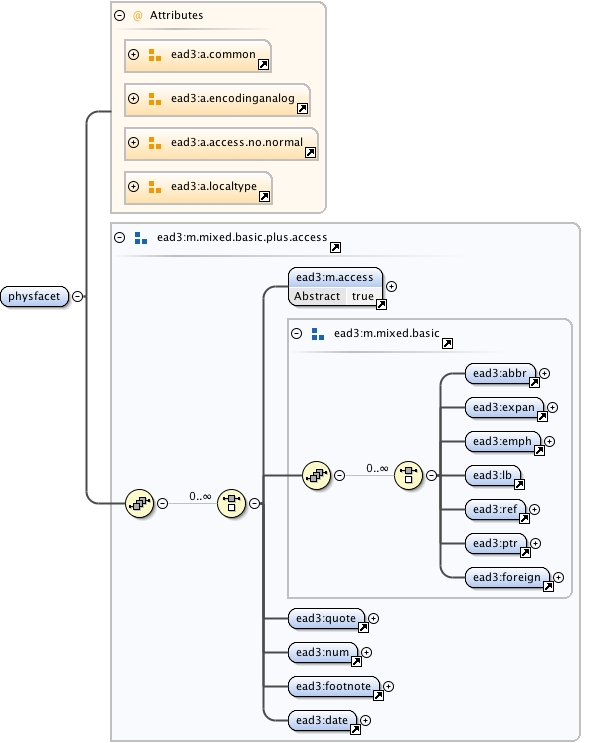 @ Attributes
ead3:a.common
ead3:a.encodinganalog
ead3:a.access.no.normal
ead3:a.localtype
ead3:m.mixed.basic.plus.access
physfacet
ead3:m.access
Abstract true
ead3:m.mixed.basic
ead3:abbr
ead3:expan
ead3:emph
0..∞
0..∞
ead3:lb
ead3:ref
ead3:ptr
ead3:foreign
ead3:quote
ead3:num
ead3:footnote
ead3:date